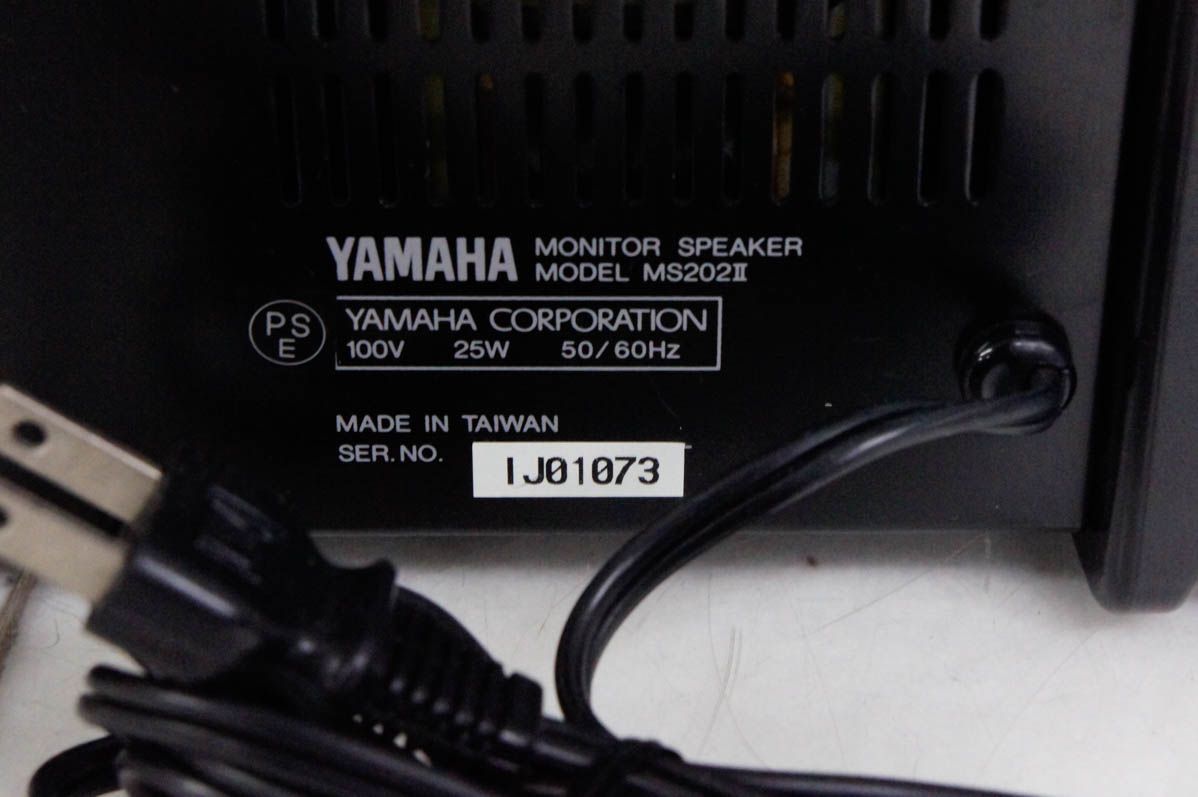 YAMAHA MONITOR SPEAKER
MODEL MS202II
PS
E
YAMAHA CORPORATION
100V 25W 50/60Hz
MADE IN TAIWAN
SER.NO. IJ01073